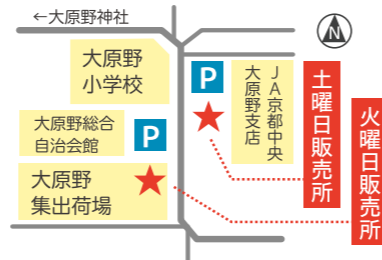 ←大原野神社
N
大原野
小学校
P
JA京都中央
大原野支店
土曜日販売所
火曜日販売所
大原野総合
自治会館
P
大原野
集出荷場